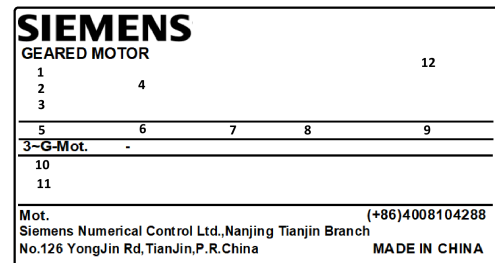 SIEMENS
GEARED MOTOR
12
1
2 4
3
5 6 7 8 9
3~G-Mot. -
10
11
Mot. (+86)4008104288
Siemens Numerical Control Ltd.,Nanjing Tianjin Branch
No.126 YongJin Rd,TianJin,P.R.China MADE IN CHINA